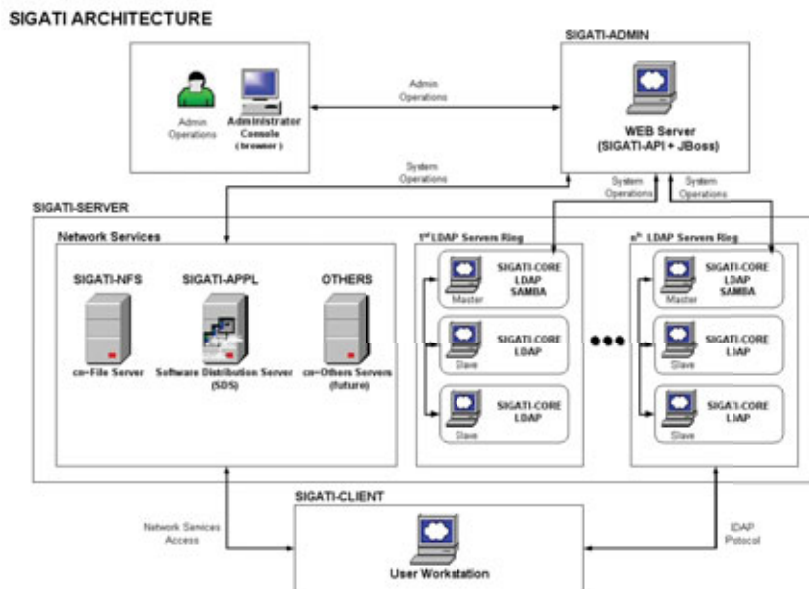 SIGATI ARCHITECTURE
SIGATI-ADMIN
Admin
Operations
Administrator
Console
(browser)
Admin
Operations
WEB Server
(SIGATI-API + JBoss)
System
Operations
System
Operations
System
Operations
SIGATI-SERVER
Network Services
SIGATI-NFS
SIGATI-APPL
OTHERS
cn-File Server
Software Distribution Server
(SDS)
cn-Others Servers
(future)
1st LDAP Servers Ring
SIGATI-CORE
LDAP
SAMBA
Master
SIGATI-CORE
LDAP
Slave
SIGATI-CORE
LDAP
Slave
nth LDAP Servers Ring
SIGATI-CORE
LDAP
SAMBA
Master
SIGATI-CORE
LDAP
Slave
SIGATI-CORE
LDAP
Slave
SIGATI-CLIENT
Network Services
Access
User Workstation
LDAP
Potocol